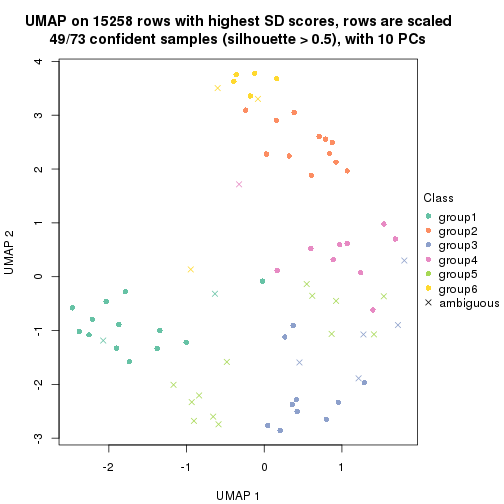 UMAP on 15258 rows with highest SD scores, rows are scaled
49/73 confident samples (silhouette > 0.5), with 10 PCs
4
3
2
1
0
-1
-2
-3
UMAP 2
-2
-1
0
1
UMAP 1
Class
group1
group2
group3
group4
group5
group6
ambiguous